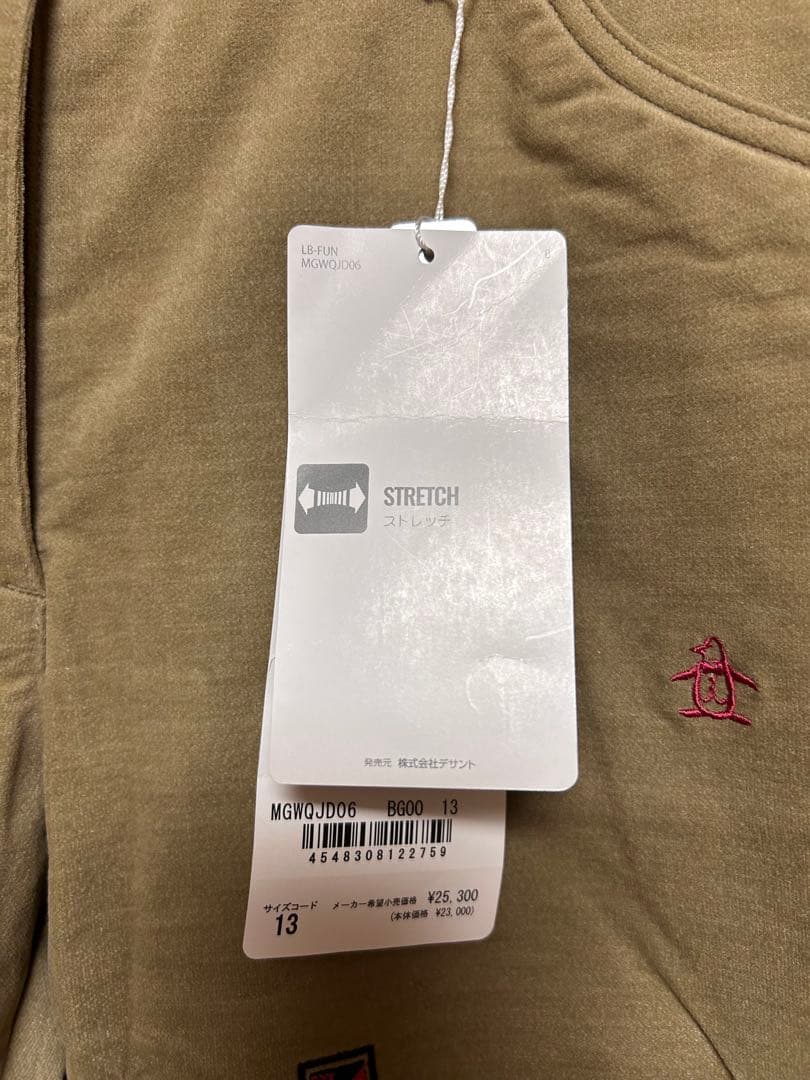 LB-FUN
MGWQJD06
8
STRETCH
ストレッチ
発売元 株式会社デサント
MGWQJD06 BG00 13
4548308122759
サイズコード メーカー希望小売価格 ¥25,300
13 (本体価格 ¥23,000)